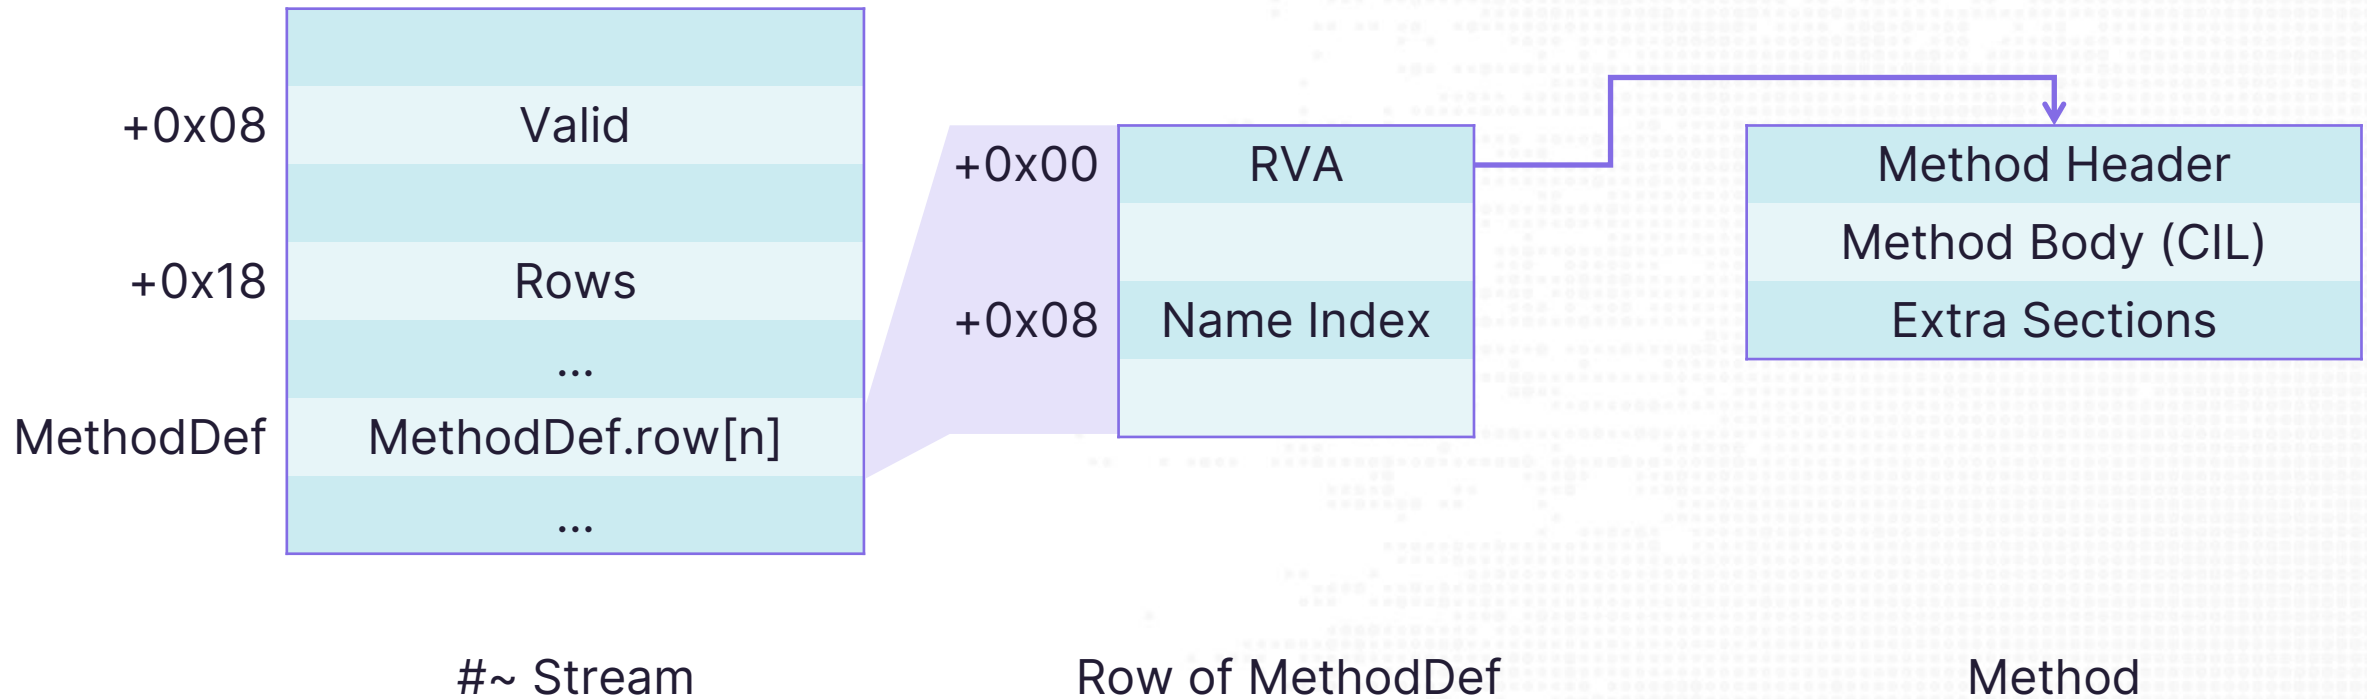 +0x08
Valid
+0x18
Rows
...
MethodDef
MethodDef.row[n]
...
#~ Stream
+0x00
RVA
+0x08
Name Index
Row of MethodDef
Method Header
Method Body (CIL)
Extra Sections
Method